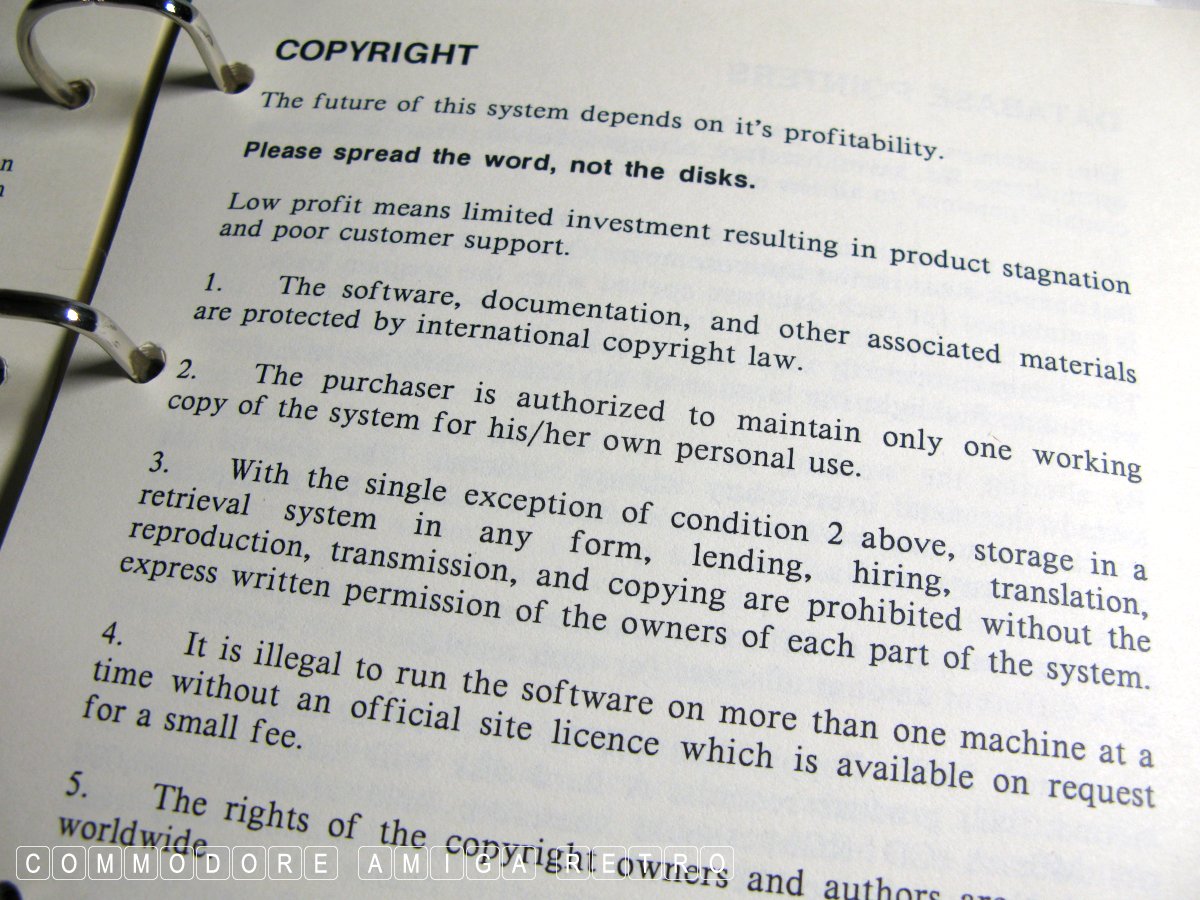 COPYRIGHT
The future of this system depends on it's profitability.
Please spread the word, not the disks.
Low profit means limited investment resulting in product stagnation
and poor customer support.
1. The software, documentation, and other associated materials
are protected by international copyright law.
2. The purchaser is authorized to maintain only one working
copy of the system for his/her own personal use.
3. With the single exception of condition 2 above, storage in a
retrieval system in any form, lending, hiring, translation,
reproduction, transmission, and copying are prohibited without the
express written permission of the owners of each part of the system.
4. It is illegal to run the software on more than one machine at a
time without an official site licence which is available on request
for a small fee.
5. The rights of the copyright owners and authors are
worldwide.
COMMODORE AMIGA RETRO